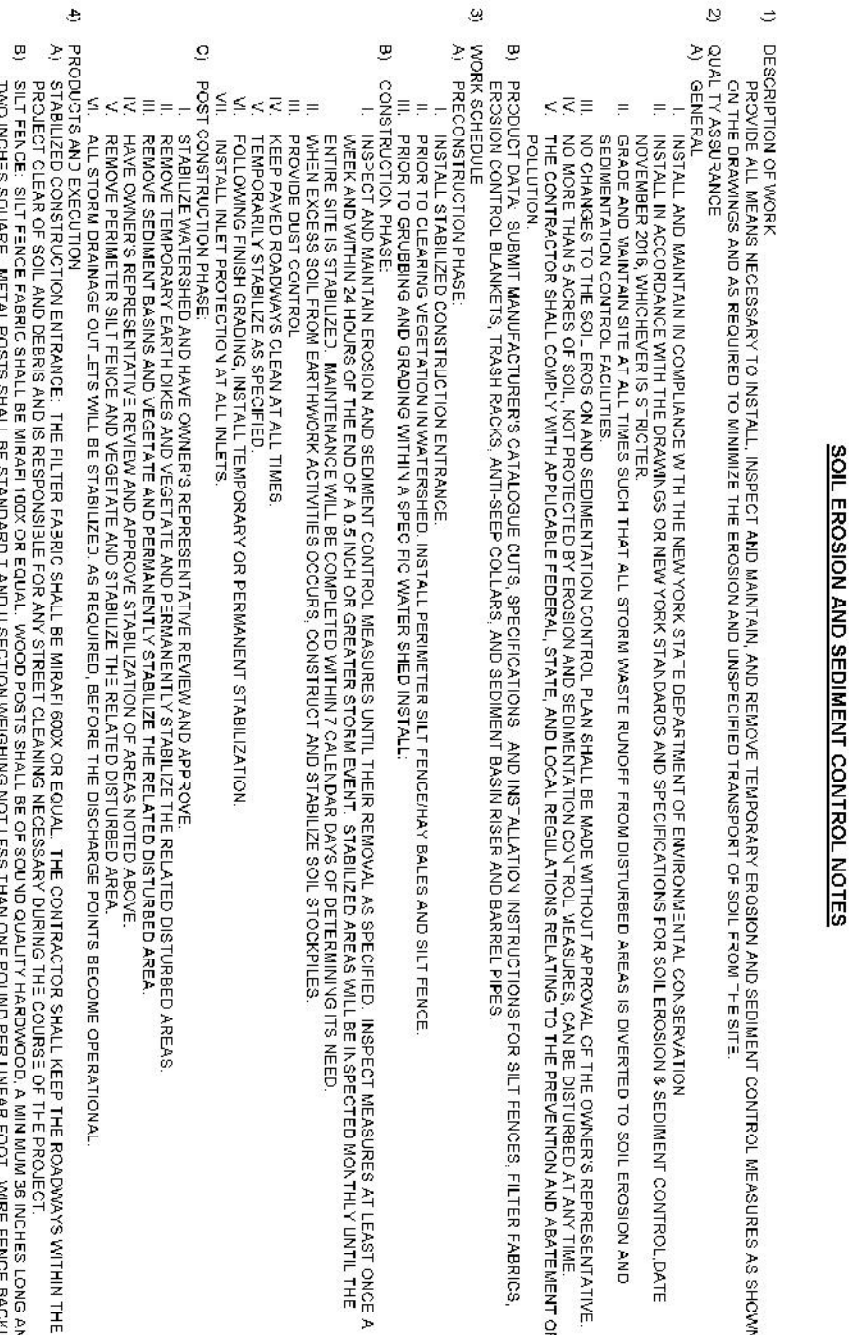 SOIL EROSION AND SEDIMENT CONTROL NOTES
1) DESCRIPTION OF WORK
PROVIDE ALL MEANS NECESSARY TO INSTALL, INSPECT AND MAINTAIN, AND REMOVE TEMPORARY EROSION AND SEDIMENT CONTROL MEASURES AS SHOWN
ON THE DRAWINGS AND AS REQUIRED TO MINIMIZE THE EROSION AND UNSPECIFIED TRANSPORT OF SOIL FROM THE SITE.
2) QUALITY ASSURANCE
A) GENERAL
I. INSTALL AND MAINTAIN IN COMPLIANCE WITH THE NEW YORK STATE DEPARTMENT OF ENVIRONMENTAL CONSERVATION
II. INSTALL IN ACCORDANCE WITH THE DRAWINGS OR NEW YORK STANDARDS AND SPECIFICATIONS FOR SOIL EROSION & SEDIMENT CONTROL,DATE
NOVEMBER 2016, WHICHEVER IS STRICTER.
II. GRADE AND MAINTAIN SITE AT ALL TIMES SUCH THAT ALL STORM WASTE RUNOFF FROM DISTURBED AREAS IS DIVERTED TO SOIL EROSION AND
SEDIMENTATION CONTROL FACILITIES.
III. NO CHANGES TO THE SOIL EROSION AND SEDIMENTATION CONTROL PLAN SHALL BE MADE WITHOUT APPROVAL OF THE OWNER'S REPRESENTATIVE.
IV. NO MORE THAN 5 ACRES OF SOIL, NOT PROTECTED BY EROSION AND SEDIMENTATION CONTROL MEASURES, CAN BE DISTURBED AT ANY TIME.
V. THE CONTRACTOR SHALL COMPLY WITH APPLICABLE FEDERAL, STATE, AND LOCAL REGULATIONS RELATING TO THE PREVENTION AND ABATEMENT OF
POLLUTION.
B) PRODUCT DATA: SUBMIT MANUFACTURER'S CATALOGUE CUTS, SPECIFICATIONS AND INSTALLATION INSTRUCTIONS FOR SILT FENCES, FILTER FABRICS,
EROSION CONTROL BLANKETS, TRASH RACKS, ANTI-SEEP COLLARS, AND SEDIMENT BASIN RISER AND BARREL PIPES.
3) WORK SCHEDULE
A) PRECONSTRUCTION PHASE:
I. INSTALL STABILIZED CONSTRUCTION ENTRANCE.
II. PRIOR TO CLEARING VEGETATION IN WATERSHED, INSTALL PERIMETER SILT FENCE/HAY BALES AND SILT FENCE.
III. PRIOR TO GRUBBING AND GRADING WITHIN A SPECIFIC WATER SHED INSTALL:
B) CONSTRUCTION PHASE:
I. INSPECT AND MAINTAIN EROSION AND SEDIMENT CONTROL MEASURES UNTIL THEIR REMOVAL AS SPECIFIED. INSPECT MEASURES AT LEAST ONCE A
WEEK AND WITHIN 24 HOURS OF THE END OF A 0.5 INCH OR GREATER STORM EVENT. STABILIZED AREAS WILL BE INSPECTED MONTHLY UNTIL THE
ENTIRE SITE IS STABILIZED. MAINTENANCE WILL BE COMPLETED WITHIN 7 CALENDAR DAYS OF DETERMINING ITS NEED.
II. WHEN EXCESS SOIL FROM EARTHWORK ACTIVITIES OCCURS, CONSTRUCT AND STABILIZE SOIL STOCKPILES.
III. PROVIDE DUST CONTROL
IV. KEEP PAVED ROADWAYS CLEAN AT ALL TIMES.
V. TEMPORARILY STABILIZE AS SPECIFIED.
VI. FOLLOWING FINISH GRADING, INSTALL TEMPORARY OR PERMANENT STABILIZATION.
VII. INSTALL INLET PROTECTION AT ALL INLETS.
C) POST CONSTRUCTION PHASE:
I. STABILIZE WATERSHED AND HAVE OWNER'S REPRESENTATIVE REVIEW AND APPROVE.
II. REMOVE TEMPORARY EARTH DIKES AND VEGETATE AND PERMANENTLY STABILIZE THE RELATED DISTURBED AREAS.
III. REMOVE SEDIMENT BASINS AND VEGETATE AND PERMANENTLY STABILIZE THE RELATED DISTURBED AREA.
IV. HAVE OWNER'S REPRESENTATIVE REVIEW AND APPROVE STABILIZATION OF AREAS NOTED ABOVE.
V. REMOVE PERIMETER SILT FENCE AND VEGETATE AND STABILIZE THE RELATED DISTURBED AREA.
VI. ALL STORM DRAINAGE OUTLETS WILL BE STABILIZED, AS REQUIRED, BEFORE THE DISCHARGE POINTS BECOME OPERATIONAL.
4) PRODUCTS AND EXECUTION
A) STABILIZED CONSTRUCTION ENTRANCE: THE FILTER FABRIC SHALL BE MIRAFI 600X OR EQUAL. THE CONTRACTOR SHALL KEEP THE ROADWAYS WITHIN THE
PROJECT CLEAR OF SOIL AND DEBRIS AND IS RESPONSIBLE FOR ANY STREET CLEANING NECESSARY DURING THE COURSE OF THE PROJECT.
B) SILT FENCE: SILT FENCE FABRIC SHALL BE MIRAFI 100X OR EQUAL. WOOD POSTS SHALL BE OF SOUND QUALITY HARDWOOD, A MINIMUM 36 INCHES LONG AN
TWO INCHES SQUARE. METAL POSTS SHALL BE STANDARD T AND U SECTION WEIGHING NOT LESS THAN ONE POUND PER LINEAR FOOT. WIRE FENCE